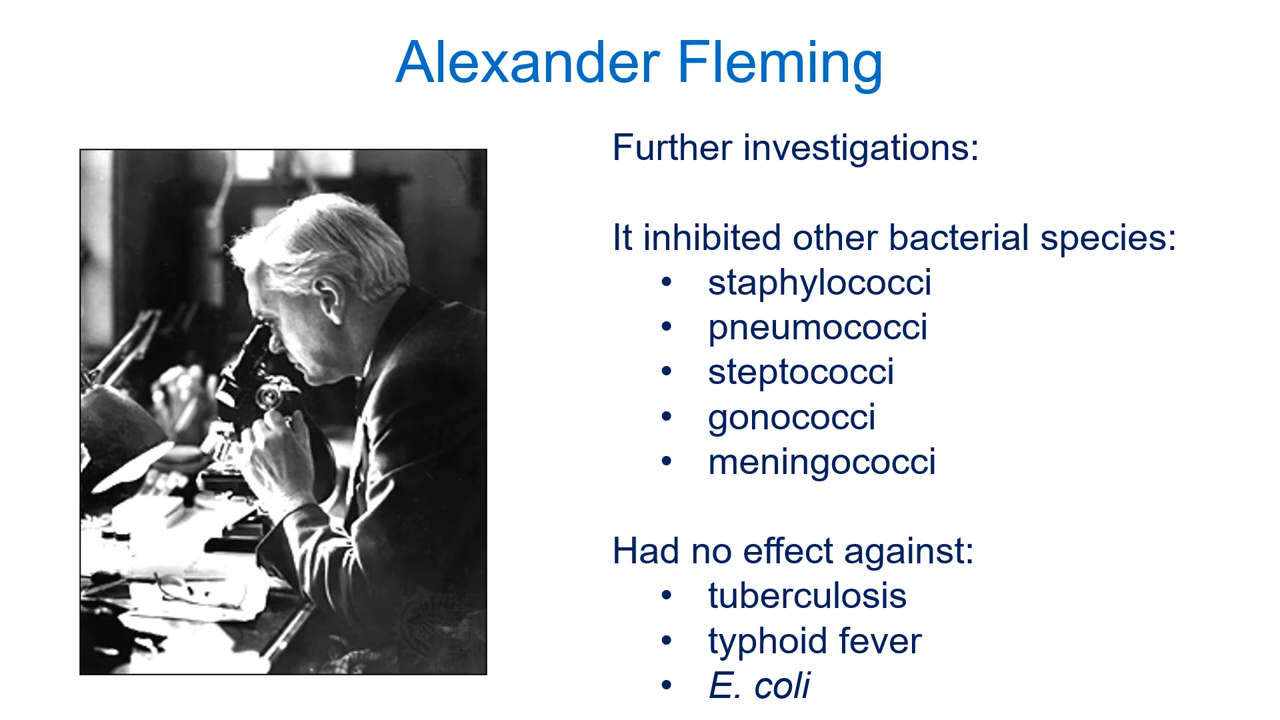 Alexander Fleming
Further investigations:
It inhibited other bacterial species:
• staphylococci
• pneumococci
• steptococci
• gonococci
• meningococci
Had no effect against:
• tuberculosis
• typhoid fever
• E. coli